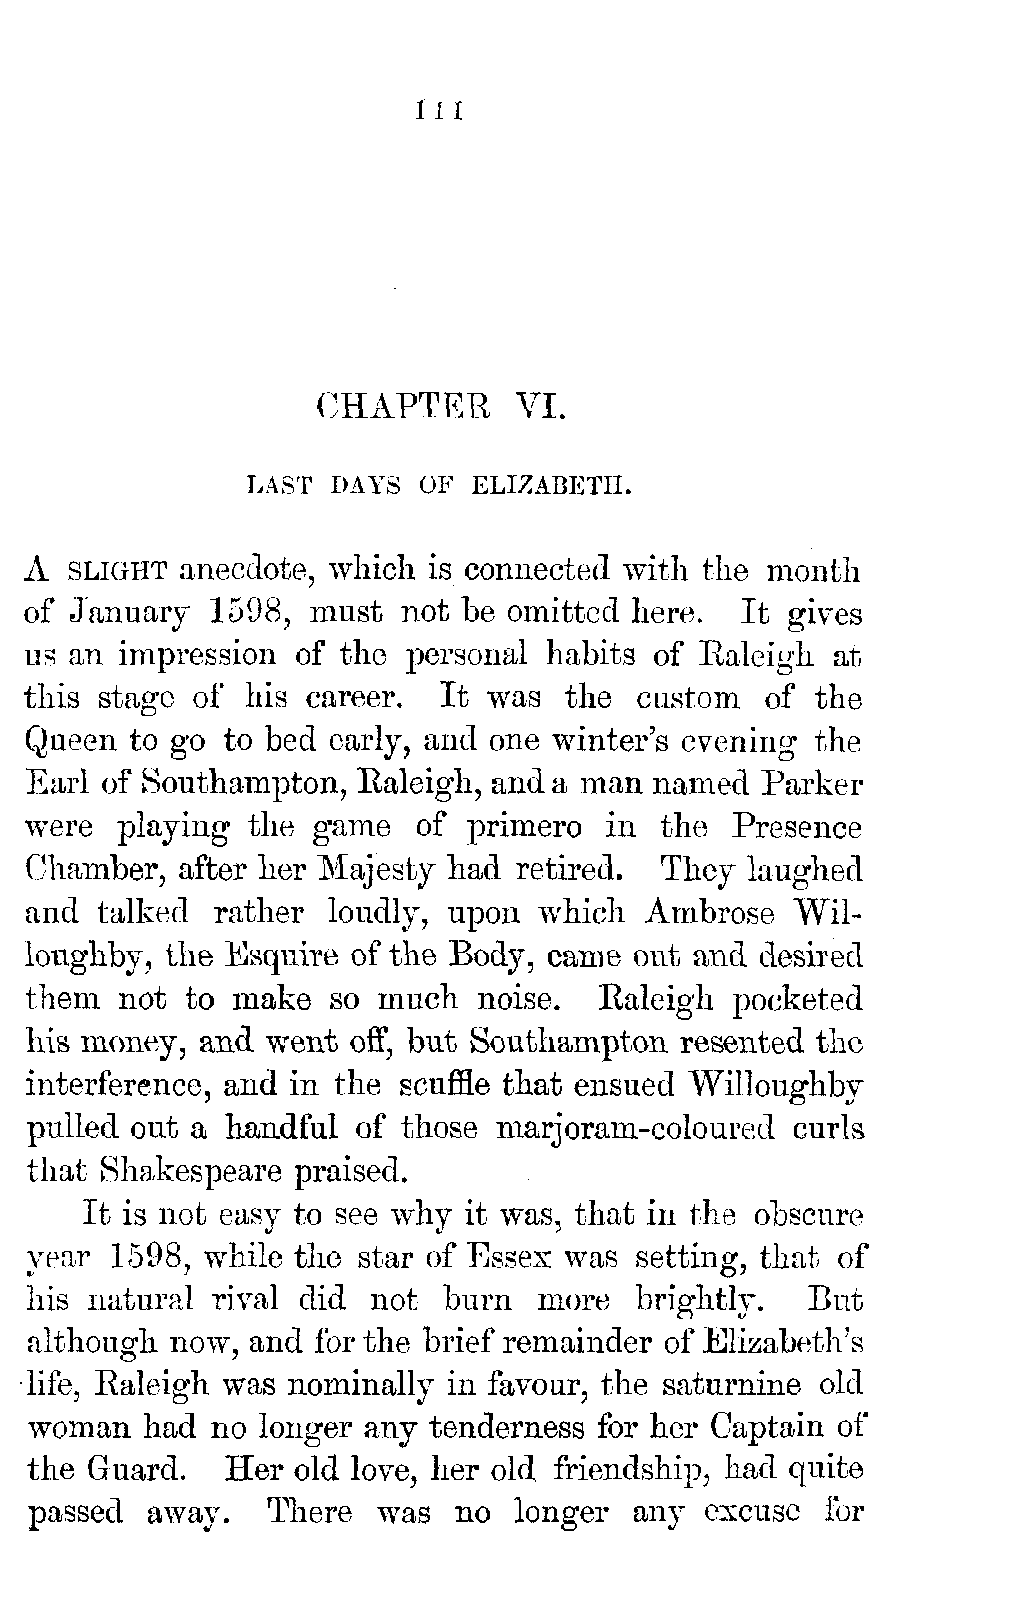 111
CHAPTER VI.
LAST DAYS OF ELIZABETH.
A SLIGHT anecdote, which is connected with the month
of January 1598, must not be omitted here. It gives
us an impression of the personal habits of Raleigh at
this stage of his career. It was the custom of the
Queen to go to bed early, and one winter's evening the
Earl of Southampton, Raleigh, and a man named Parker
were playing the game of primero in the Presence
Chamber, after her Majesty had retired. They laughed
and talked rather loudly, upon which Ambrose Wil-
loughby, the Esquire of the Body, came out and desired
them not to make so much noise. Raleigh pocketed
his money, and went off, but Southampton resented the
interference, and in the scuffle that ensued Willoughby
pulled out a handful of those marjoram-coloured curls
that Shakespeare praised.
It is not easy to see why it was, that in the obscure
year 1598, while the star of Essex was setting, that of
his natural rival did not burn more brightly. But
although now, and for the brief remainder of Elizabeth's
life, Raleigh was nominally in favour, the saturnine old
woman had no longer any tenderness for her Captain of
the Guard. Her old love, her old friendship, had quite
passed away. There was no longer any excuse for